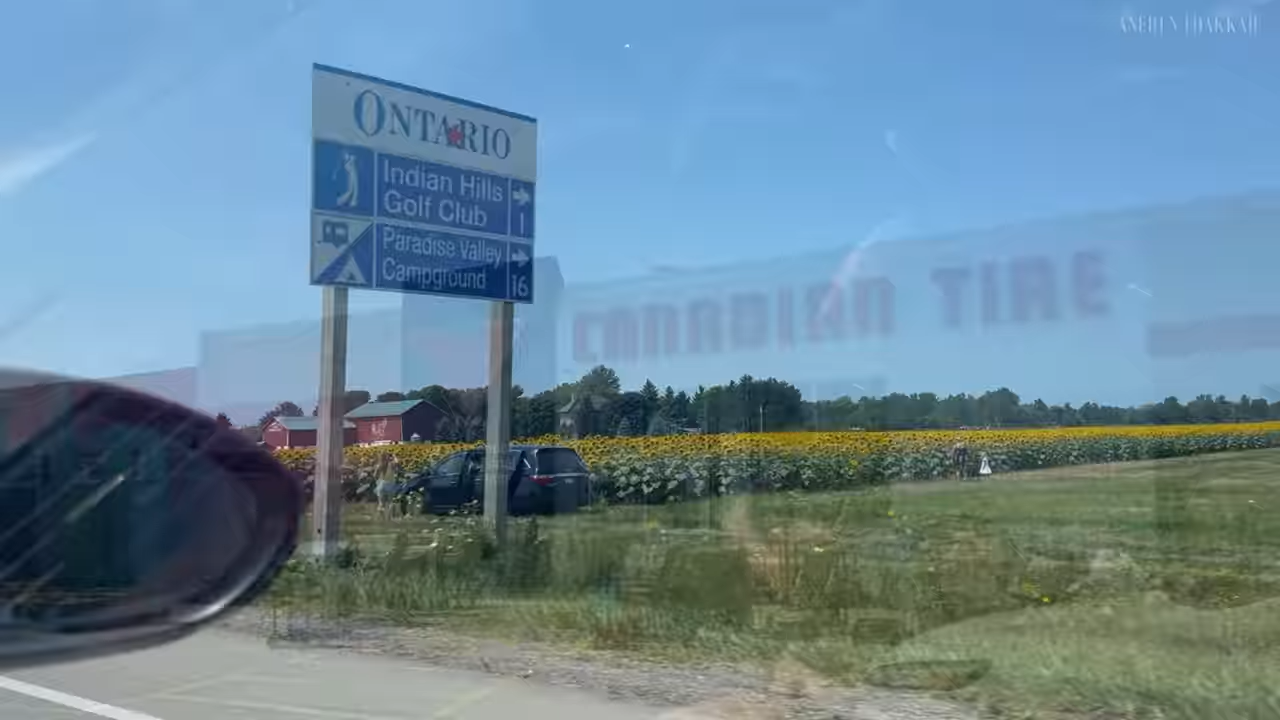 ONTARIO
Indian Hills
Golf Club
1
Paradise Valley
Campground
16
CANADIAN TIRE